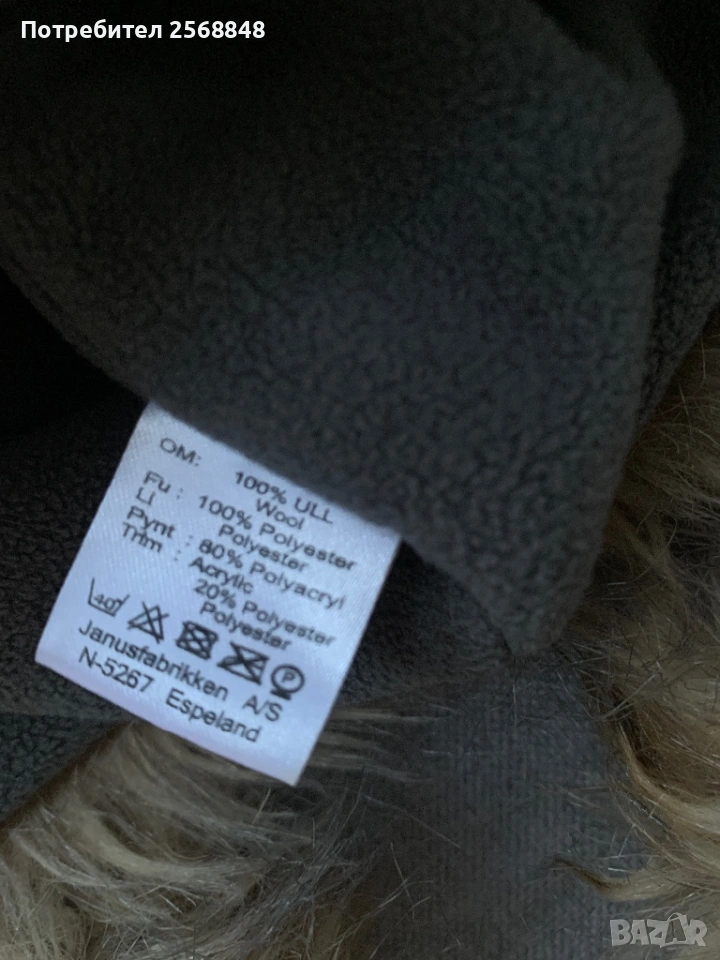 Потребител 2568848
OM: 100% ULL
Wool
Fu : 100% Polyester
Li Polyester
Pynt : 80% Polyacryl
Trim : Acrylic
20% Polyester
Polyester
40
P
Janusfabrikken A/S
N-5267 Espeland
BAZAR